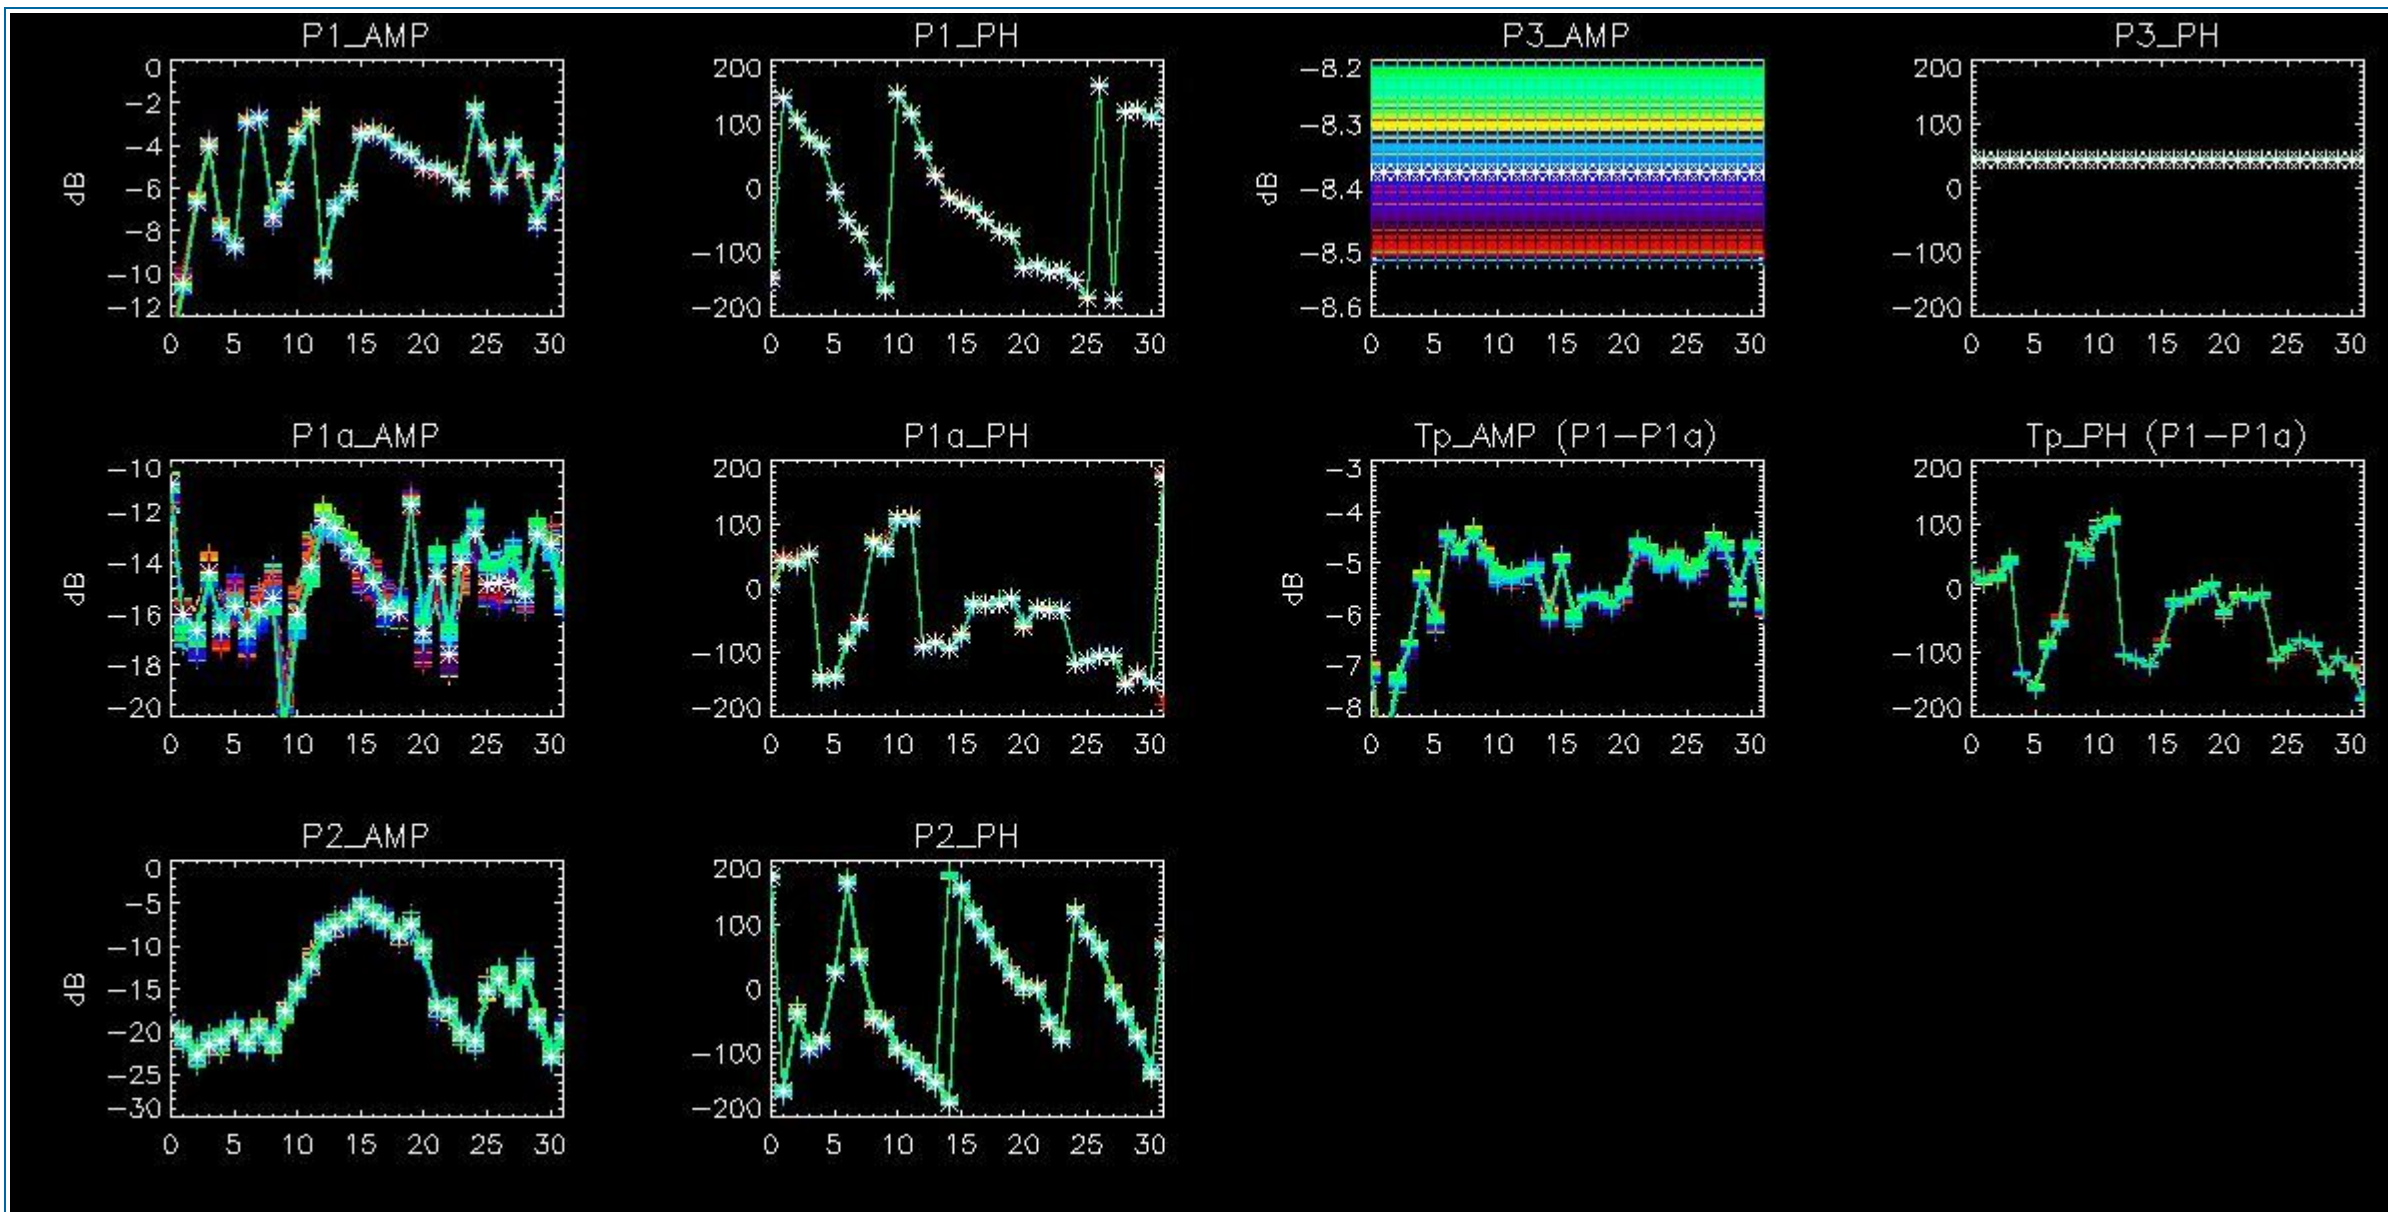 P1_AMP
0
−2
−4
−6
−8
−10
−12
dB
0 5 10 15 20 25 30
P1_PH
200
100
0
−100
−200
0 5 10 15 20 25 30
P3_AMP
−8.2
−8.3
−8.4
−8.5
−8.6
dB
0 5 10 15 20 25 30
P3_PH
200
100
0
−100
−200
0 5 10 15 20 25 30
P1a_AMP
−10
−12
−14
−16
−18
−20
dB
0 5 10 15 20 25 30
P1a_PH
200
100
0
−100
−200
0 5 10 15 20 25 30
Tp_AMP (P1−P1a)
−3
−4
−5
−6
−7
−8
dB
0 5 10 15 20 25 30
Tp_PH (P1−P1a)
200
100
0
−100
−200
0 5 10 15 20 25 30
P2_AMP
0
−5
−10
−15
−20
−25
−30
dB
0 5 10 15 20 25 30
P2_PH
200
100
0
−100
−200
0 5 10 15 20 25 30